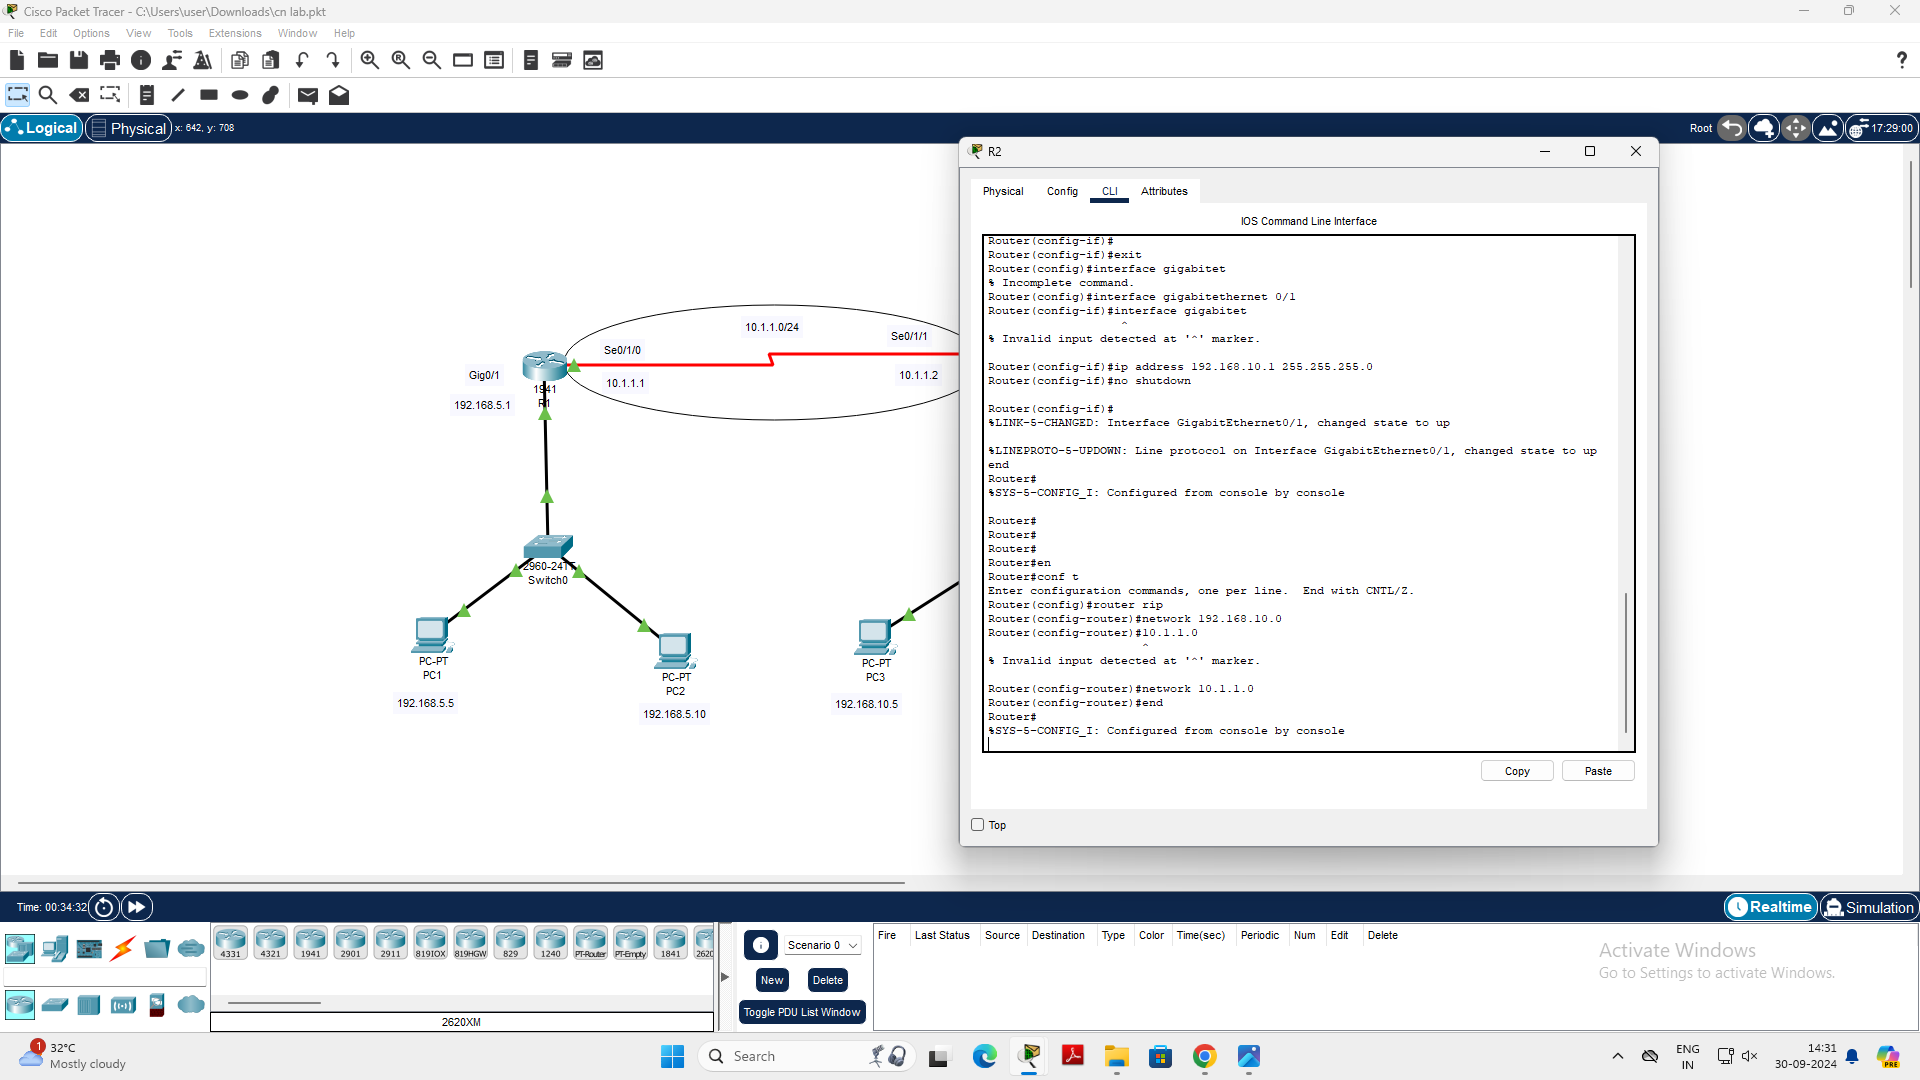 Cisco Packet Tracer - C:\Users\user\Downloads\cn lab.pkt
File Edit Options View Tools Extensions Window Help
Logical Physical x: 642, y: 708 Root 17:29:00
10.1.1.0/24
Se0/1/0
Se0/1/1
Gig0/1
1941
R1
10.1.1.1
10.1.1.2
192.168.5.1
2960-24TT
Switch0
PC-PT
PC1
192.168.5.5
PC-PT
PC2
192.168.5.10
PC-PT
PC3
192.168.10.5
R2
Physical Config CLI Attributes
IOS Command Line Interface
Router(config-if)#
Router(config-if)#exit
Router(config)#interface gigabitet
% Incomplete command.
Router(config)#interface gigabitethernet 0/1
Router(config-if)#interface gigabitet
^
% Invalid input detected at '^' marker.
Router(config-if)#ip address 192.168.10.1 255.255.255.0
Router(config-if)#no shutdown
Router(config-if)#
%LINK-5-CHANGED: Interface GigabitEthernet0/1, changed state to up
%LINEPROTO-5-UPDOWN: Line protocol on Interface GigabitEthernet0/1, changed state to up
end
Router#
%SYS-5-CONFIG_I: Configured from console by console
Router#
Router#
Router#
Router#en
Router#conf t
Enter configuration commands, one per line.  End with CNTL/Z.
Router(config)#router rip
Router(config-router)#network 192.168.10.0
Router(config-router)#10.1.1.0
^
% Invalid input detected at '^' marker.
Router(config-router)#network 10.1.1.0
Router(config-router)#end
Router#
%SYS-5-CONFIG_I: Configured from console by console
Copy Paste
Top
Time: 00:34:32 Realtime Simulation
4331 4321 1941 2901 2911 819IOX 819HGW 829 1240 PT-Router PT-Empty 1841 2620
2620XM
Scenario 0
New Delete
Toggle PDU List Window
Fire Last Status Source Destination Type Color Time(sec) Periodic Num Edit Delete
Activate Windows
Go to Settings to activate Windows.
1
32°C
Mostly cloudy
Search
ENG
IN
14:31
30-09-2024
PRE